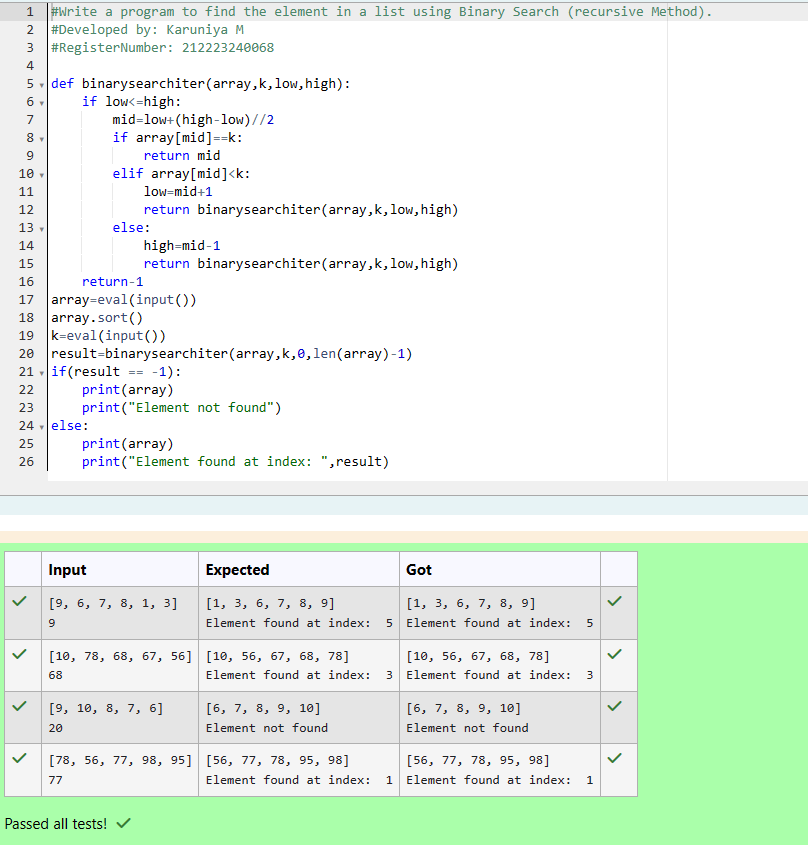 1 #Write a program to find the element in a list using Binary Search (recursive Method).
2 #Developed by: Karuniya M
3 #RegisterNumber: 212223240068
4
5 def binarysearchiter(array,k,low,high):
6     if low<=high:
7         mid=low+(high-low)//2
8         if array[mid]==k:
9             return mid
10         elif array[mid]<k:
11             low=mid+1
12             return binarysearchiter(array,k,low,high)
13         else:
14             high=mid-1
15             return binarysearchiter(array,k,low,high)
16     return-1
17 array=eval(input())
18 array.sort()
19 k=eval(input())
20 result=binarysearchiter(array,k,0,len(array)-1)
21 if(result == -1):
22     print(array)
23     print("Element not found")
24 else:
25     print(array)
26     print("Element found at index: ",result)
Input Expected Got
[9, 6, 7, 8, 1, 3] [1, 3, 6, 7, 8, 9] [1, 3, 6, 7, 8, 9]
9 Element found at index:  5 Element found at index:  5
[10, 78, 68, 67, 56] [10, 56, 67, 68, 78] [10, 56, 67, 68, 78]
68 Element found at index:  3 Element found at index:  3
[9, 10, 8, 7, 6] [6, 7, 8, 9, 10] [6, 7, 8, 9, 10]
20 Element not found Element not found
[78, 56, 77, 98, 95] [56, 77, 78, 95, 98] [56, 77, 78, 95, 98]
77 Element found at index:  1 Element found at index:  1
Passed all tests!